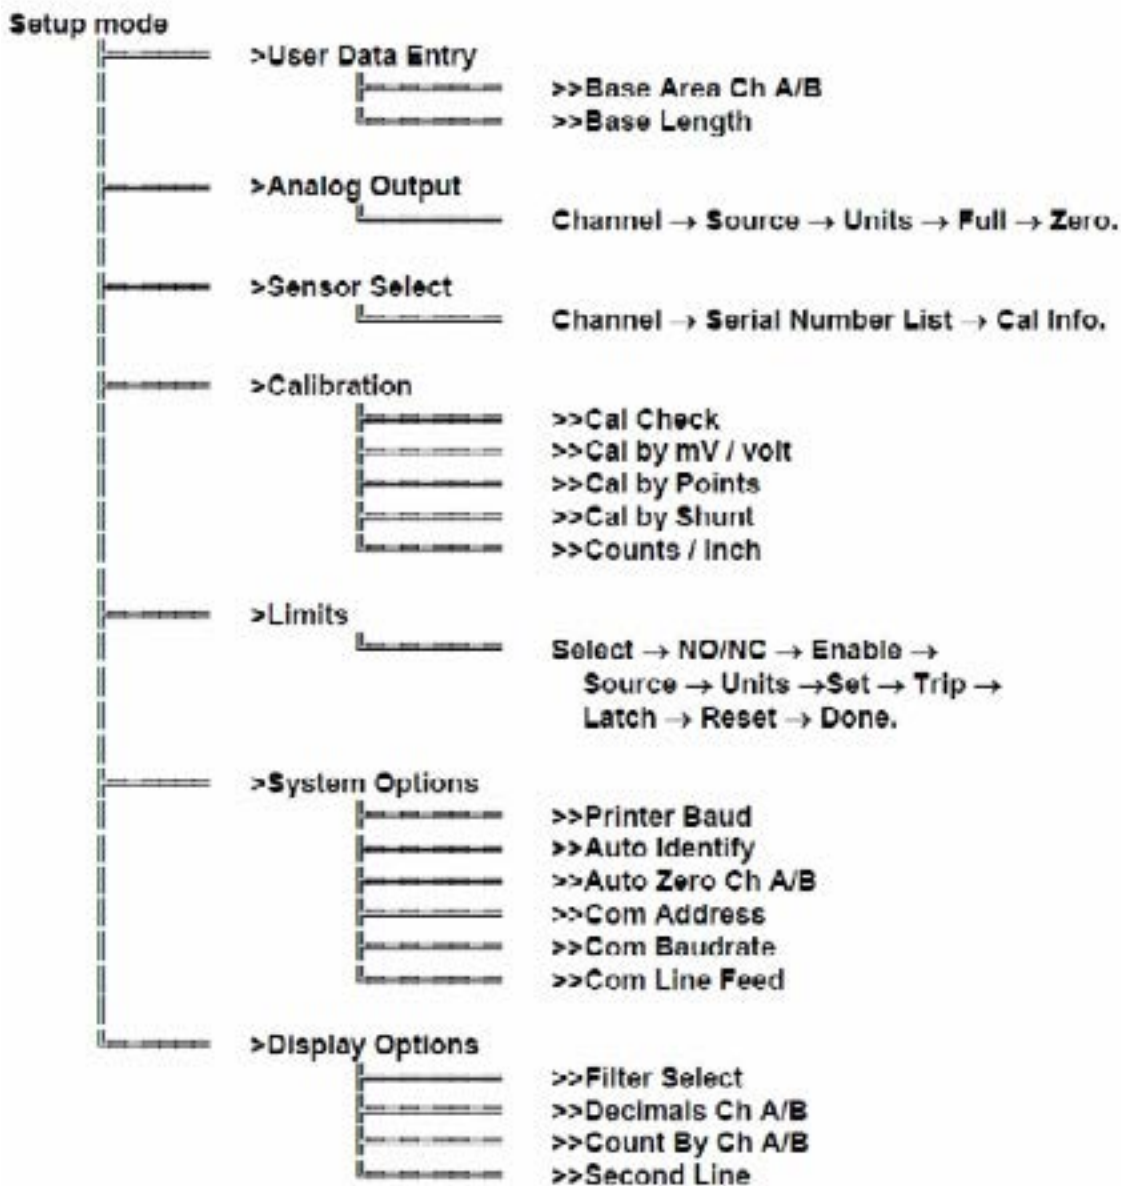 Setup mode
>User Data Entry
>>Base Area Ch A/B
>>Base Length
>Analog Output
Channel → Source → Units → Full → Zero.
>Sensor Select
Channel → Serial Number List → Cal Info.
>Calibration
>>Cal Check
>>Cal by mV / volt
>>Cal by Points
>>Cal by Shunt
>>Counts / Inch
>Limits
Select → NO/NC → Enable →
Source → Units →Set → Trip →
Latch → Reset → Done.
>System Options
>>Printer Baud
>>Auto Identify
>>Auto Zero Ch A/B
>>Com Address
>>Com Baudrate
>>Com Line Feed
>Display Options
>>Filter Select
>>Decimals Ch A/B
>>Count By Ch A/B
>>Second Line